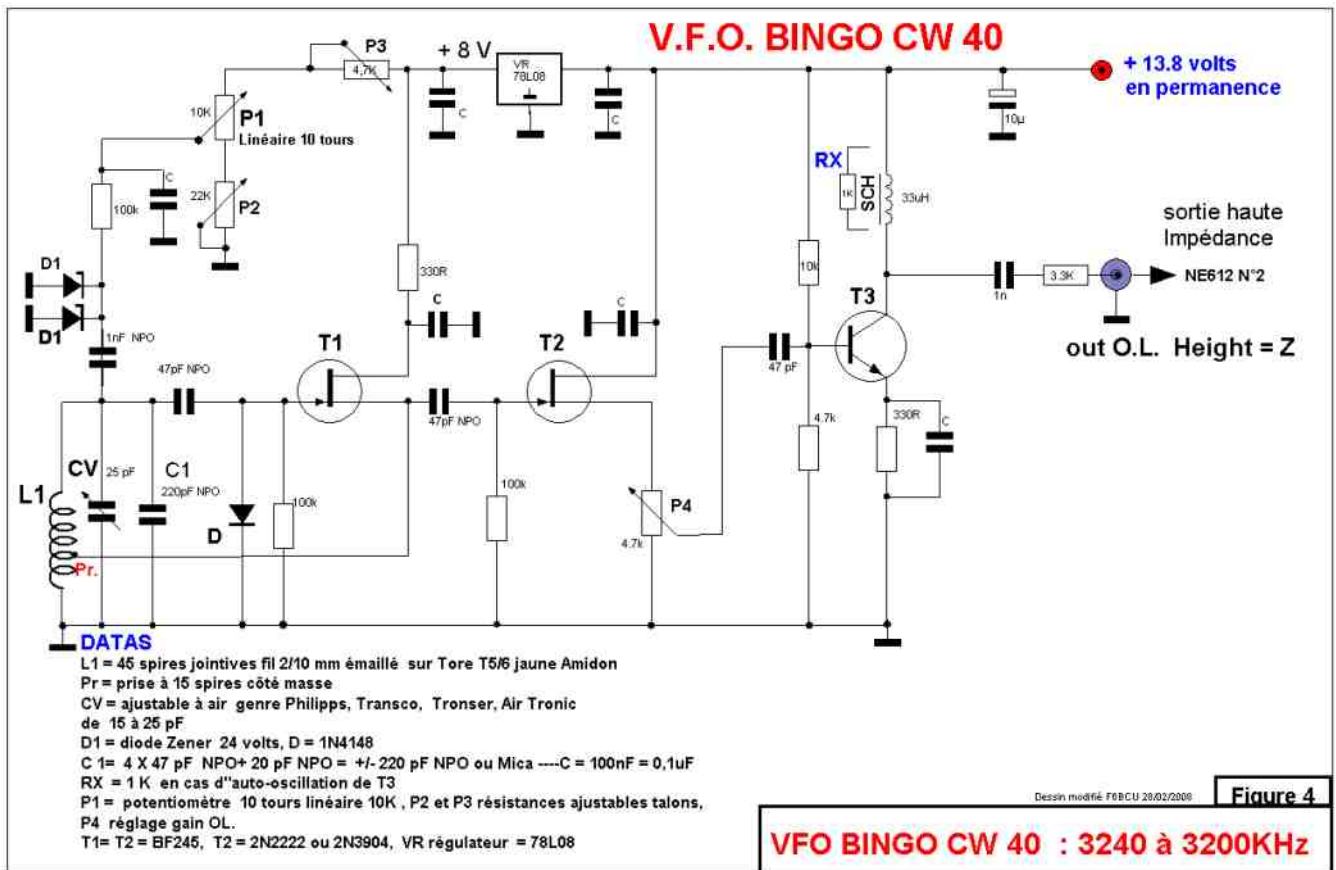 V.F.O. BINGO CW 40
+ 8 V
P3
4,7K
VR
78L08
C
C
+ 13.8 volts
en permanence
10µ
10K
P1
Linéaire 10 tours
22K
P2
C
100k
D1
D1
1nF NPO
47pF NPO
330R
C
T1
47pF NPO
C
T2
RX
1K
SCH
33uH
10k
T3
47 pF
1n
3.3K
sortie haute
Impédance
NE612 N°2
out O.L. Height = Z
L1
CV
25 pF
C1
220pF NPO
D
100k
100k
P4
4.7k
4.7k
330R
C
Pr.
DATAS
L1 = 45 spires jointives fil 2/10 mm émaillé sur Tore T5/6 jaune Amidon
Pr = prise à 15 spires côté masse
CV = ajustable à air genre Philipps, Transco, Tronser, Air Tronic
de 15 à 25 pF
D1 = diode Zener 24 volts, D = 1N4148
C 1= 4 X 47 pF NPO+ 20 pF NPO = +/- 220 pF NPO ou Mica ----C = 100nF = 0,1uF
RX = 1 K en cas d"auto-oscillation de T3
P1 = potentiomètre 10 tours linéaire 10K , P2 et P3 résistances ajustables talons,
P4 réglage gain OL.
T1= T2 = BF245, T2 = 2N2222 ou 2N3904, VR régulateur = 78L08
Dessin modifié F6BCU 28/02/2008
Figure 4
VFO BINGO CW 40 : 3240 à 3200KHz